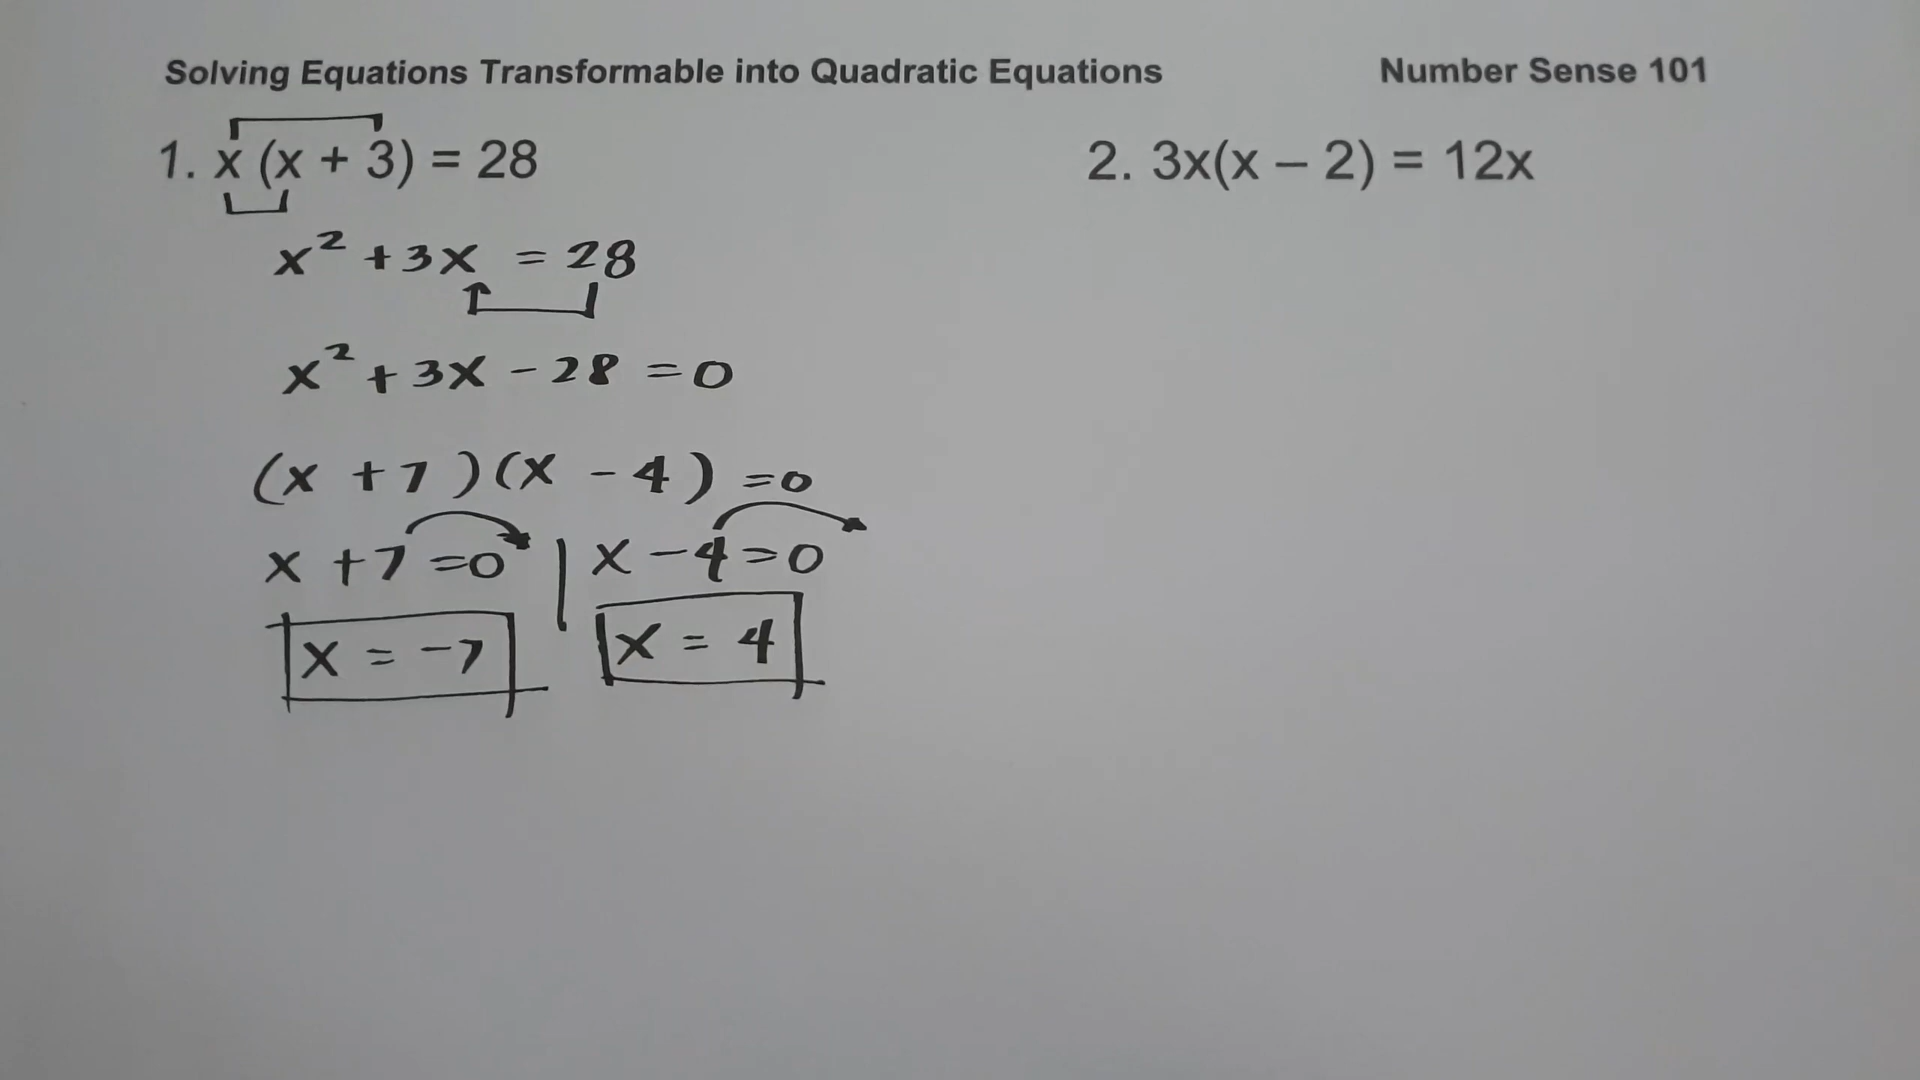 Solving Equations Transformable into Quadratic Equations
Number Sense 101
1. x (x + 3) = 28
x² + 3x = 28
x² + 3x - 28 = 0
(x + 7)(x - 4) = 0
x + 7 = 0 | x - 4 = 0
x = -7
x = 4
2. 3x(x – 2) = 12x